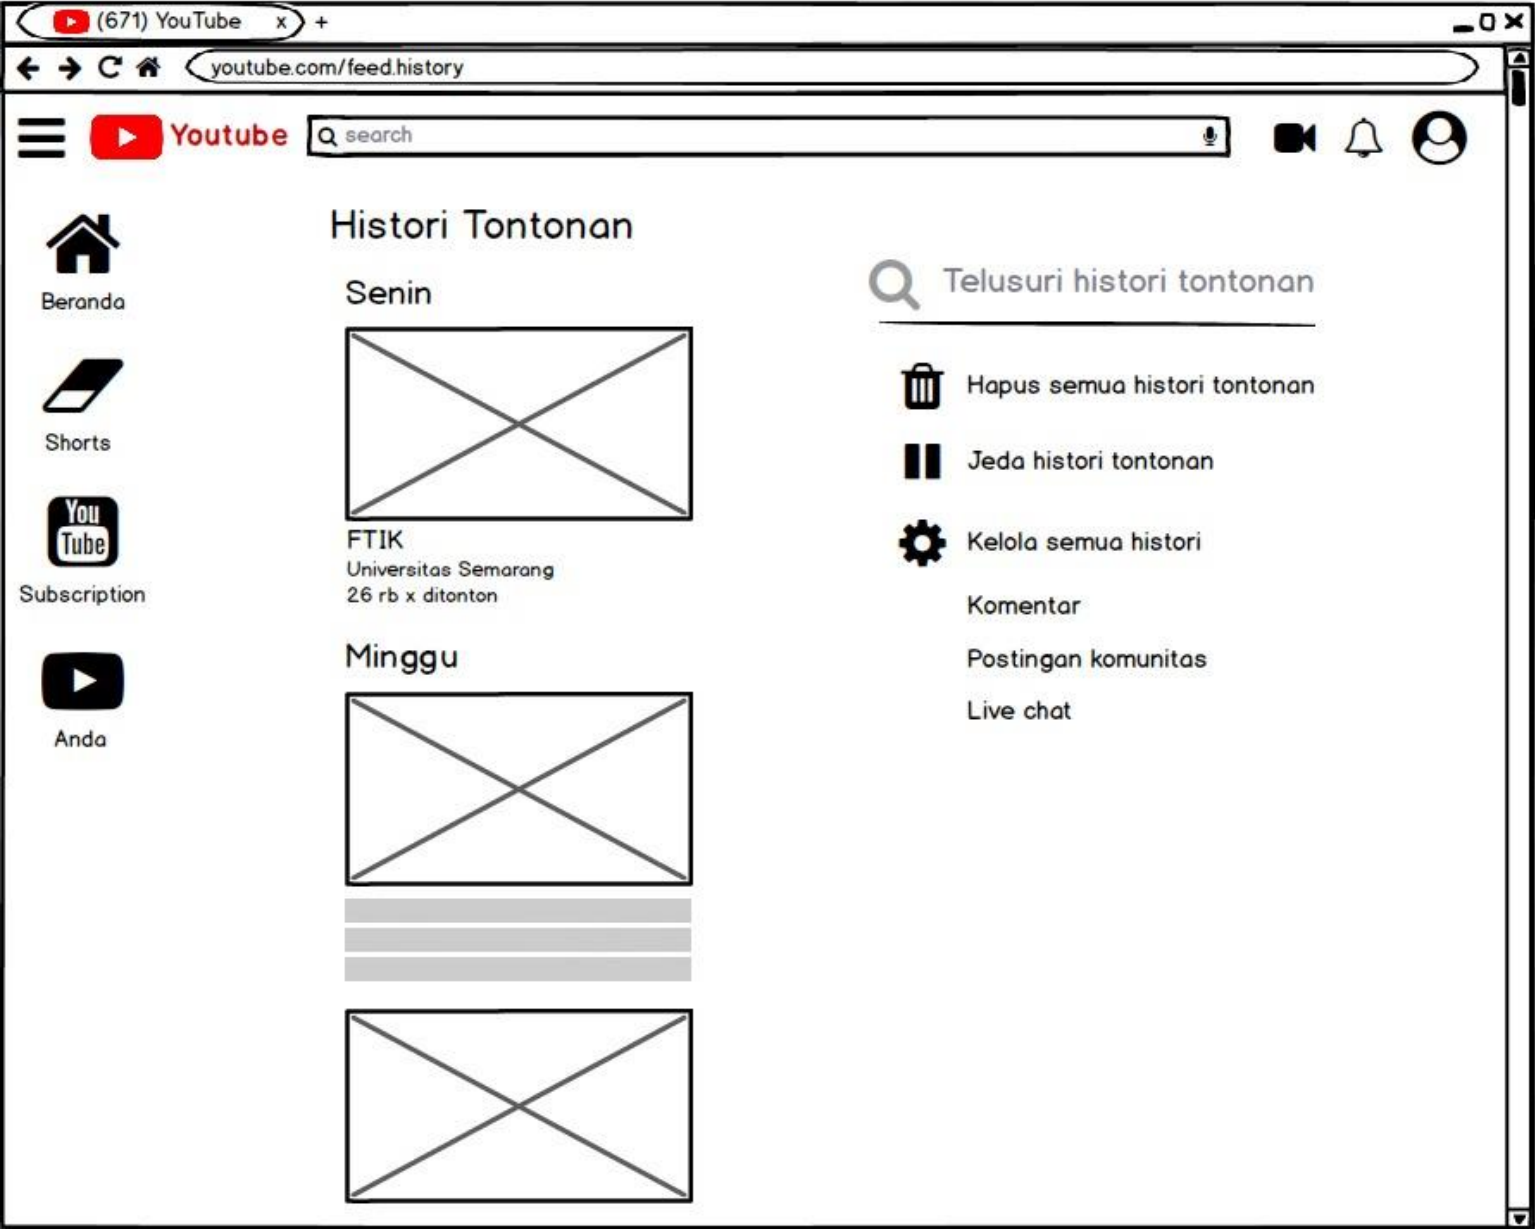 (671) YouTube x +
youtube.com/feed.history
Youtube
search
Histori Tontonan
Beranda
Shorts
You
Tube
Subscription
Anda
Senin
FTIK
Universitas Semarang
26 rb x ditonton
Minggu
Telusuri histori tontonan
Hapus semua histori tontonan
Jeda histori tontonan
Kelola semua histori
Komentar
Postingan komunitas
Live chat